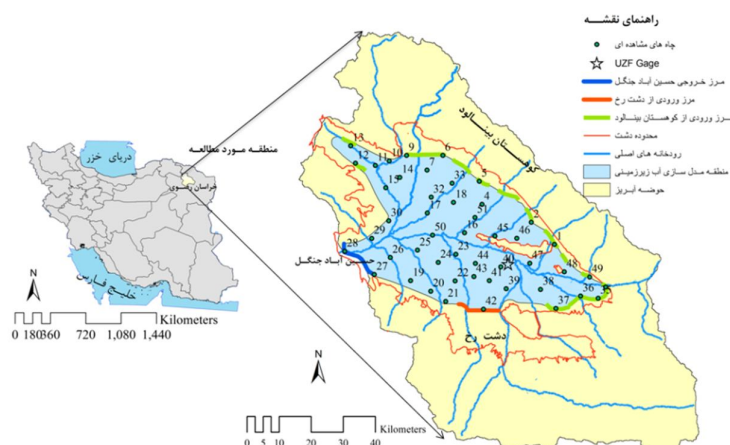 راهنمای نقشه
چاه های مشاهده ای
UZF Gage
مرز خروجی حسین آباد جنگل
مرز ورودی از دشت رخ
مرز ورودی از کوهستان بینالود
محدوده دشت
رودخانه های اصلی
منطقه مدل سازی آب زیرزمینی
حوضه آبریز
منطقه مورد مطالعه
دریای خزر
خراسان رضوی
خلیج فارس
N
0 180 360 720 1,080 1,440
Kilometers
کوهستان بینالود
13
12
11
10
9
6
7
14
15
33
5
32
18
4
17
51
2
30
29
50
16
45
46
28
حسین آباد جنگل
25
26
23
24
44
40
47
27
19
22
43
41
48
49
20
39
38
36
21
42
37
دشت رخ
N
0 5 10 20 30 40
Kilometers